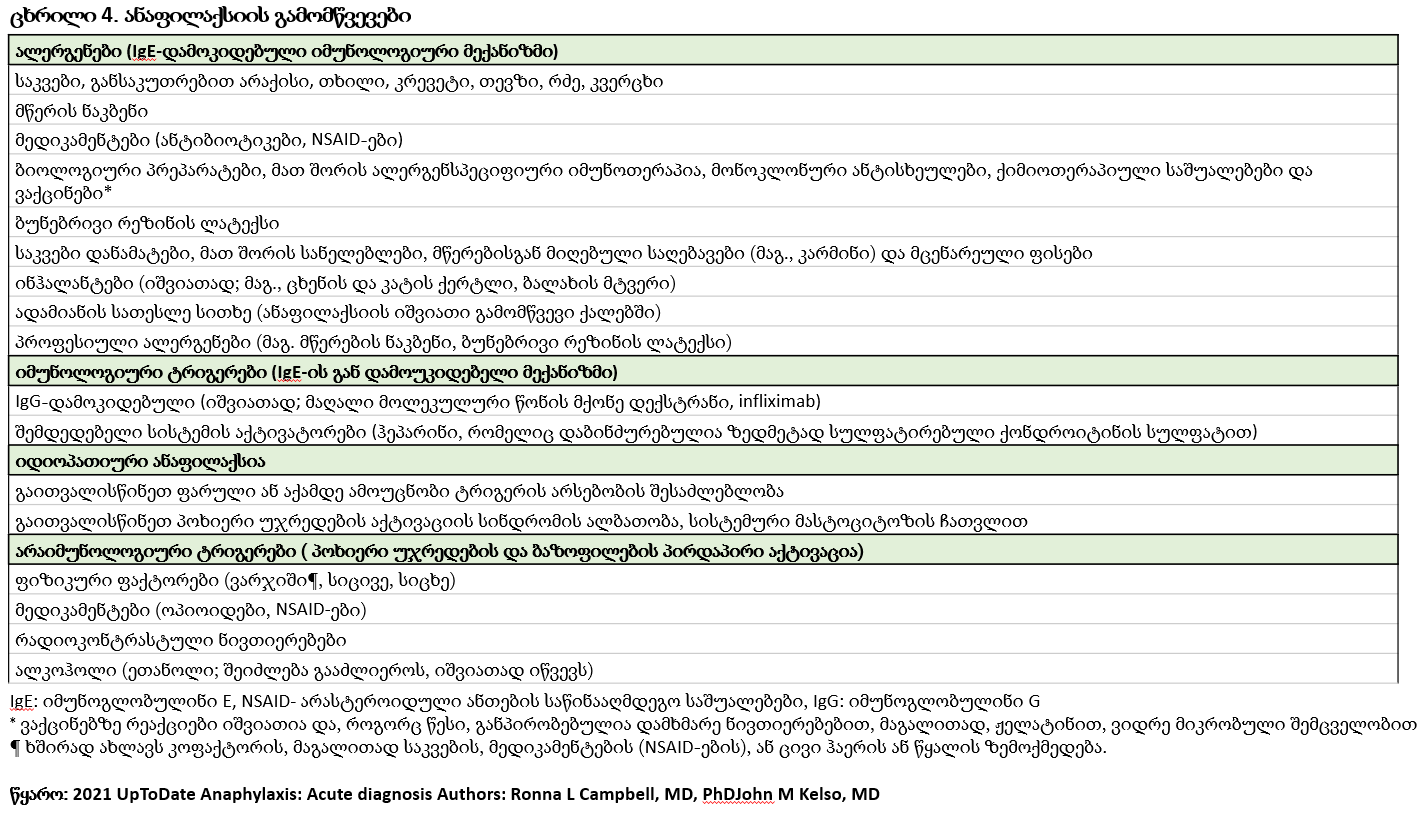 ცხრილი 4. ანაფილაქსიის გამომწვევები
ალერგენები (IgE-დამოკიდებული იმუნოლოგიური მექანიზმი)
საკვები, განსაკუთრებით არაქისი, თხილი, კრევეტი, თევზი, რძე, კვერცხი
მწერის ნაკბენი
მედიკამენტები (ანტიბიოტიკები, NSAID-ები)
ბიოლოგიური პრეპარატები, მათ შორის ალერგენსპეციფიური იმუნოთერაპია, მონოკლონური ანტისხეულები, ქიმიოთერაპიული საშუალებები და
ვაქცინები*
ბუნებრივი რეზინის ლატექსი
საკვები დანამატები, მათ შორის სანელებლები, მწერებისგან მიღებული საღებავები (მაგ., კარმინი) და მცენარეული ფისები
ინჰალანტები (იშვიათად; მაგ., ცხენის და კატის ქერტლი, ბალახის მტვერი)
ადამიანის სათესლე სითხე (ანაფილაქსიის იშვიათი გამომწვევი ქალებში)
პროფესიული ალერგენები (მაგ. მწერების ნაკბენი, ბუნებრივი რეზინის ლატექსი)
იმუნოლოგიური ტრიგერები (IgE-ის გან დამოუკიდებელი მექანიზმი)
IgG-დამოკიდებული (იშვიათად; მაღალი მოლეკულური წონის მქონე დექსტრანი, infliximab)
შემდედებელი სისტემის აქტივატორები (ჰეპარინი, რომელიც დაბინმურებულია ზედმეტად სულფატირებული ქონდროიტინის სულფატით)
იდიოპათიური ანაფილაქსია
გაითვალისწინეთ ფარული ან აქამდე ამოუცნობი ტრიგერის არსებობის შესაძლებლობა
გაითვალისწინეთ პოხიერი უჯრედების აქტივაციის სინდრომის ალბათობა, სისტემური მასტოციტოზის ჩათვლით
არაიმუნოლოგიური ტრიგერები ( პოხიერი უჯრედების და ბაზოფილების პირდაპირი აქტივაცია)
ფიზიკური ფაქტორები (ვარჯიში¶, სიცივე, სიცხე)
მედიკამენტები (ოპიოიდები, NSAID-ები)
რადიოკონტრასტული ნივთიერებები
ალკოჰოლი (ეთანოლი; შეიძლება გააძლიეროს, იშვიათად იწვევს)
IgE: იმუნოგლობულინი E, NSAID- არასტეროიდული ანთების საწინააღმდეგო საშუალებები, IgG: იმუნოგლობულინი G
* ვაქცინებზე რეაქციები იშვიათია და, როგორც წესი, განპირობებულია დამხმარე ნივთიერებებით, მაგალითად, ჟელატინით, ვიდრე მიკრობული შემცველობით
¶ ხშირად ახლავს კოფაქტორის, მაგალითად საკვების, მედიკამენტების (NSAID-ების), ან ცივი ჰაერის ან წყალის ზემოქმედება.
წყარო: 2021 UpToDate Anaphylaxis: Acute diagnosis Authors: Ronna L Campbell, MD, PhDJohn M Kelso, MD